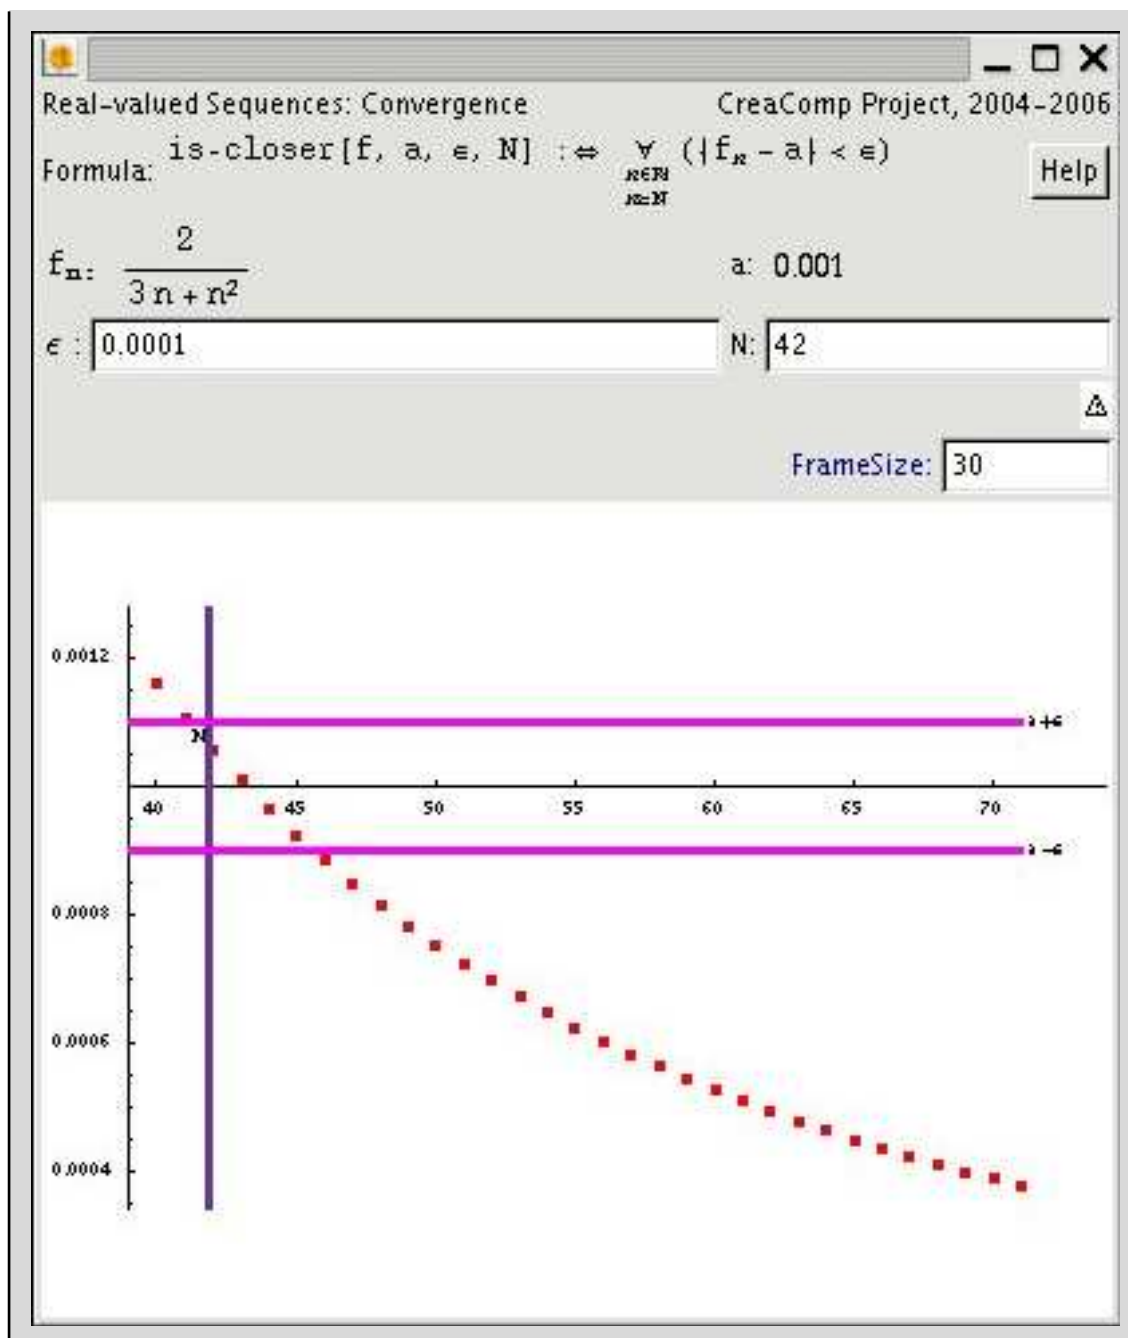 Real-valued Sequences: Convergence CreaComp Project, 2004-2006
Formula: is-closer[f, a, ϵ, N] :⇔ ∀ (|fₙ - a| < ϵ) Help
n∈ℕ
n≥N
fₙ: 2 / (3 n + n²) a: 0.001
ϵ : 0.0001 N: 42
FrameSize: 30
0.0012
a+ϵ
N
40 45 50 55 60 65 70
a-ϵ
0.0008
0.0006
0.0004